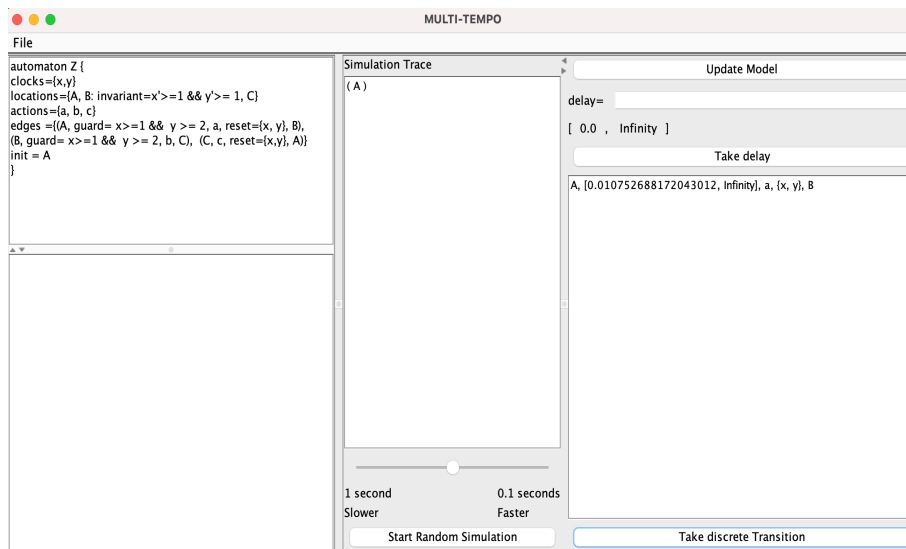 MULTI-TEMPO
File
automaton Z {
clocks={x,y}
locations={A, B: invariant=x'>=1 && y'>= 1, C}
actions={a, b, c}
edges ={(A, guard= x>=1 && y >= 2, a, reset={x, y}, B),
(B, guard= x>=1 && y >= 2, b, C), (C, c, reset={x,y}, A)}
init = A
}
Simulation Trace
( A )
1 second
0.1 seconds
Slower
Faster
Start Random Simulation
Update Model
delay=
[ 0.0 , Infinity ]
Take delay
A, [0.010752688172043012, Infinity], a, {x, y}, B
Take discrete Transition